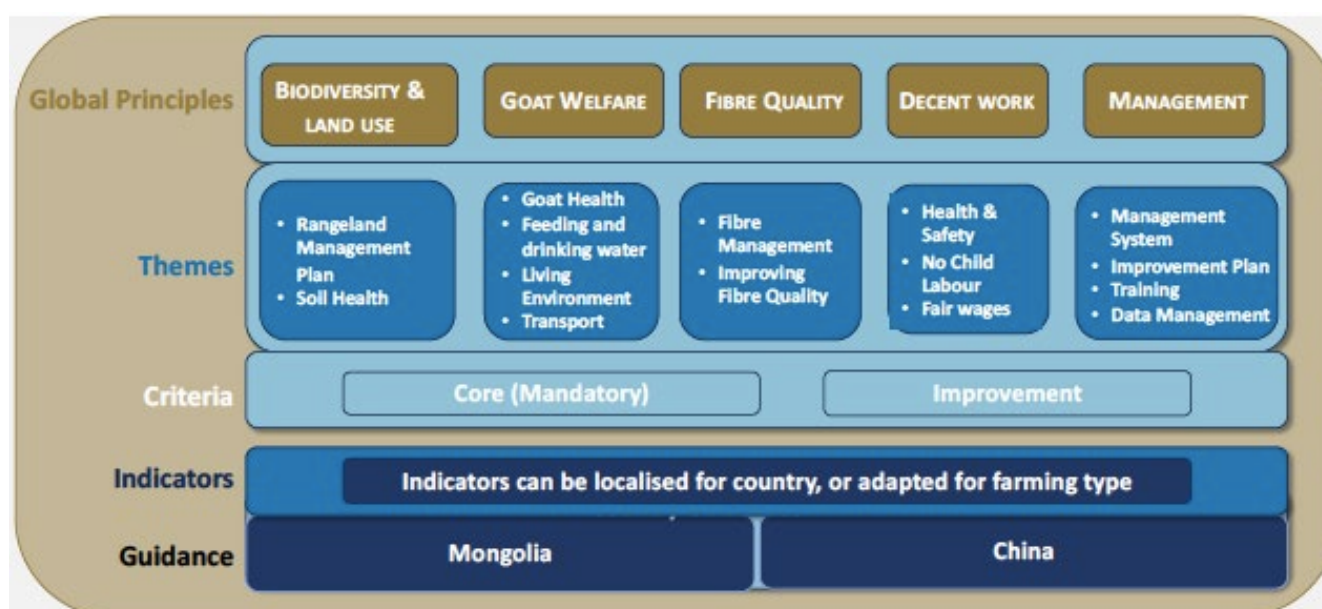 Global Principles
BIODIVERSITY &
LAND USE
GOAT WELFARE
FIBRE QUALITY
DECENT WORK
MANAGEMENT
Themes
• Rangeland
Management
Plan
• Soil Health
• Goat Health
• Feeding and
drinking water
• Living
Environment
• Transport
• Fibre
Management
• Improving
Fibre Quality
• Health &
Safety
• No Child
Labour
• Fair wages
• Management
System
• Improvement Plan
• Training
• Data Management
Criteria
Core (Mandatory)
Improvement
Indicators
Indicators can be localised for country, or adapted for farming type
Guidance
Mongolia
China